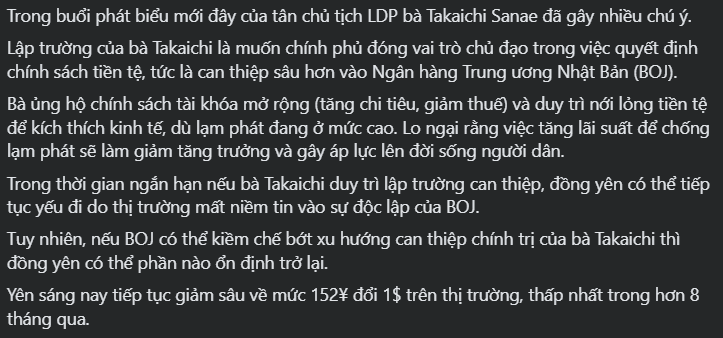 Trong buổi phát biểu mới đây của tân chủ tịch LDP bà Takaichi Sanae đã gây nhiều chú ý.
Lập trường của bà Takaichi là muốn chính phủ đóng vai trò chủ đạo trong việc quyết định
chính sách tiền tệ, tức là can thiệp sâu hơn vào Ngân hàng Trung ương Nhật Bản (BOJ).
Bà ủng hộ chính sách tài khóa mở rộng (tăng chi tiêu, giảm thuế) và duy trì nới lỏng tiền tệ
để kích thích kinh tế, dù lạm phát đang ở mức cao. Lo ngại rằng việc tăng lãi suất để chống
lạm phát sẽ làm giảm tăng trưởng và gây áp lực lên đời sống người dân.
Trong thời gian ngắn hạn nếu bà Takaichi duy trì lập trường can thiệp, đồng yên có thể tiếp
tục yếu đi do thị trường mất niềm tin vào sự độc lập của BOJ.
Tuy nhiên, nếu BOJ có thể kiềm chế bớt xu hướng can thiệp chính trị của bà Takaichi thì
đồng yên có thể phần nào ổn định trở lại.
Yên sáng nay tiếp tục giảm sâu về mức 152¥ đổi 1$ trên thị trường, thấp nhất trong hơn 8
tháng qua.